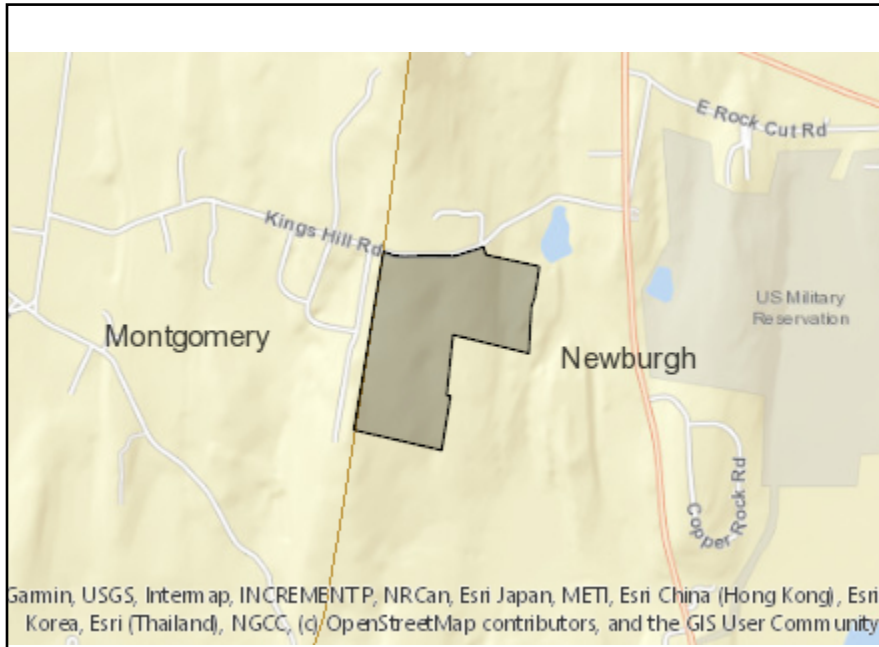 E Rock Cut Rd
Kings Hill Rd
US Military
Reservation
Montgomery
Newburgh
Copper Rock Rd
Garmin, USGS, Intermap, INCREMENT P, NRCan, Esri Japan, METI, Esri China (Hong Kong), Esri
Korea, Esri (Thailand), NGCC, (c) OpenStreetMap contributors, and the GIS User Community